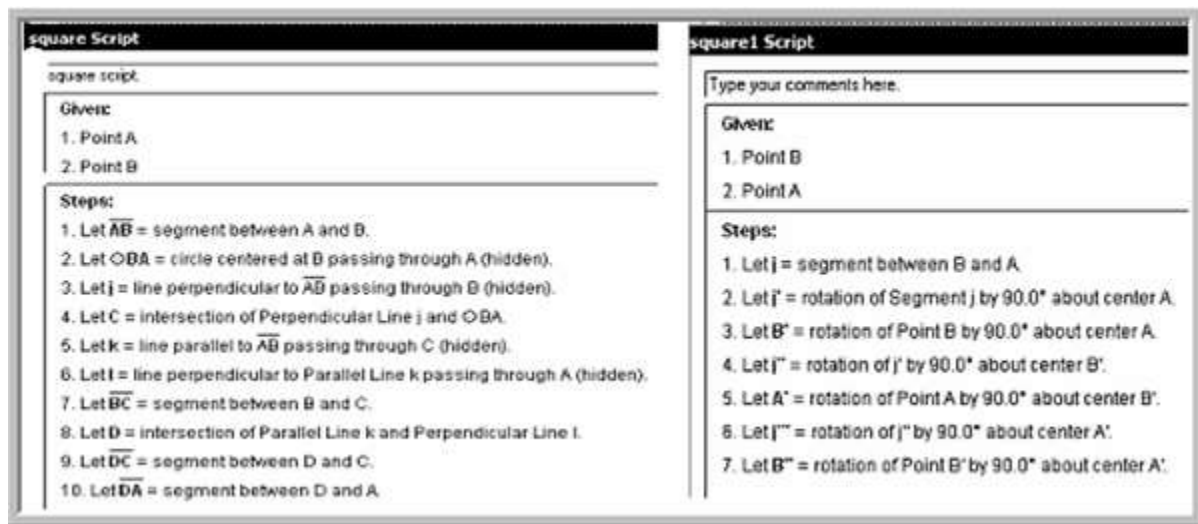 square Script
square script.
Given:
1. Point A
2. Point B
Steps:
1. Let AB = segment between A and B.
2. Let OBA = circle centered at B passing through A (hidden).
3. Let j = line perpendicular to AB passing through B (hidden).
4. Let C = intersection of Perpendicular Line j and OBA.
5. Let k = line parallel to AB passing through C (hidden).
6. Let l = line perpendicular to Parallel Line k passing through A (hidden).
7. Let BC = segment between B and C.
8. Let D = intersection of Parallel Line k and Perpendicular Line l.
9. Let DC = segment between D and C.
10. Let DA = segment between D and A
square1 Script
Type your comments here.
Given:
1. Point B
2. Point A
Steps:
1. Let j = segment between B and A
2. Let j' = rotation of Segment j by 90.0° about center A.
3. Let B' = rotation of Point B by 90.0° about center A.
4. Let j'' = rotation of j' by 90.0° about center B'.
5. Let A' = rotation of Point A by 90.0° about center B'.
6. Let j''' = rotation of j'' by 90.0° about center A'.
7. Let B'' = rotation of Point B' by 90.0° about center A'.